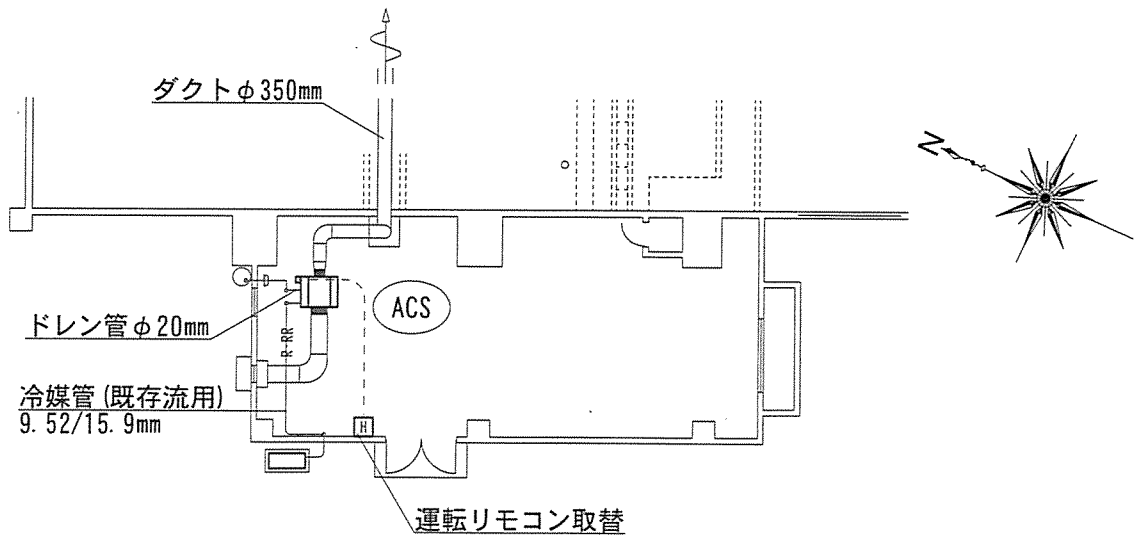 ダクトφ350mm
N
ACS
ドレン管φ20mm
R-RR
冷媒管(既存流用)
9.52/15.9mm
H
運転リモコン取替